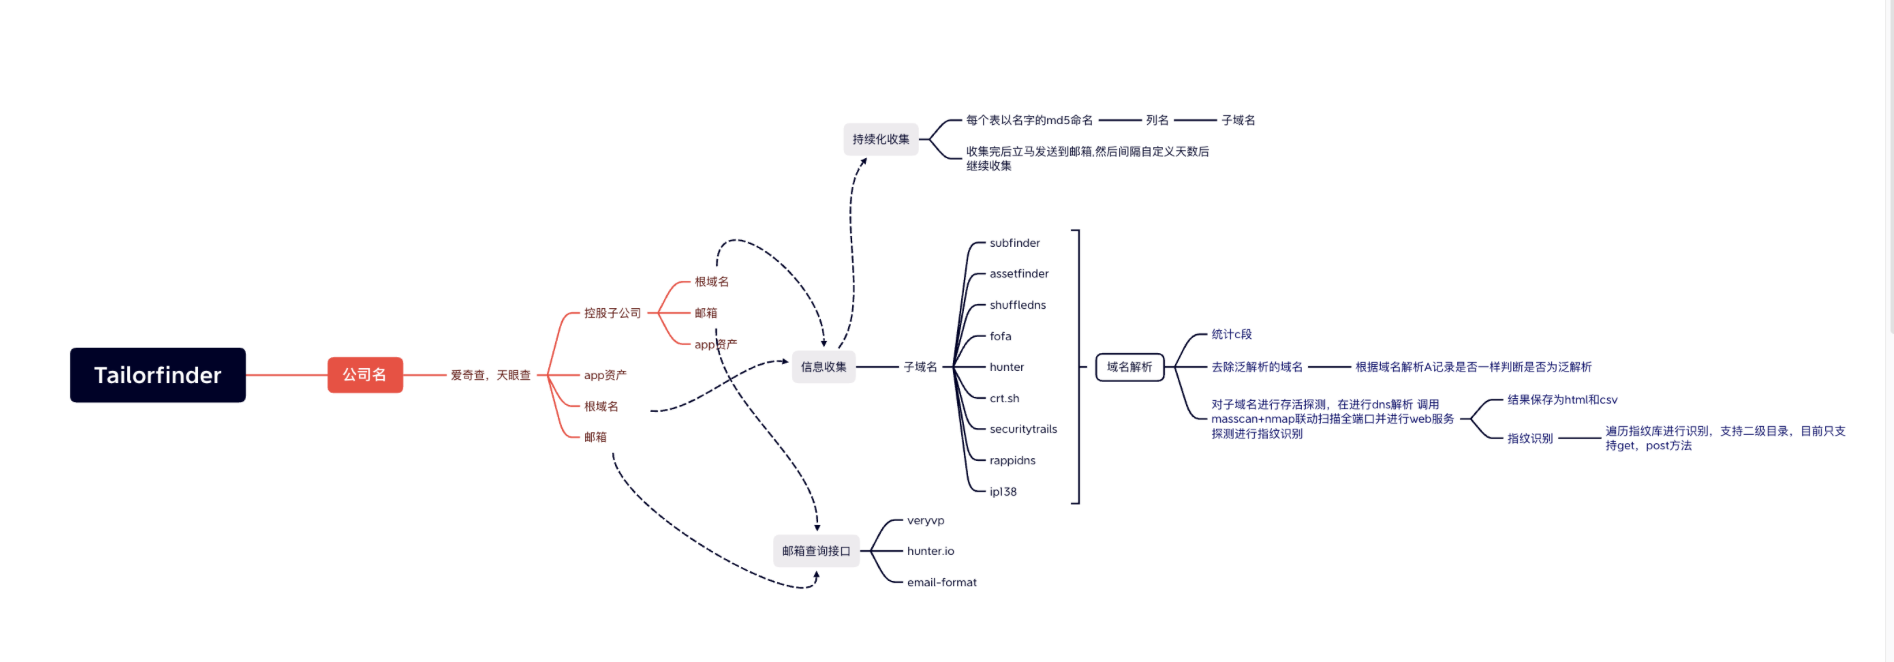 Tailorfinder
公司名
爱奇查，天眼查
控股子公司
根域名
邮箱
app资产
app资产
根域名
邮箱
持续化收集
每个表以名字的md5命名
列名
子域名
收集完后立马发送到邮箱,然后间隔自定义天数后
继续收集
信息收集
子域名
subfinder
assetfinder
shuffledns
fofa
hunter
crt.sh
securitytrails
rappidns
ip138
域名解析
统计c段
去除泛解析的域名
根据域名解析A记录是否一样判断是否为泛解析
对子域名进行存活探测，在进行dns解析 调用
masscan+nmap联动扫描全端口并进行web服务
探测进行指纹识别
结果保存为html和csv
指纹识别
遍历指纹库进行识别，支持二级目录，目前只支
持get，post方法
邮箱查询接口
veryvp
hunter.io
email-format